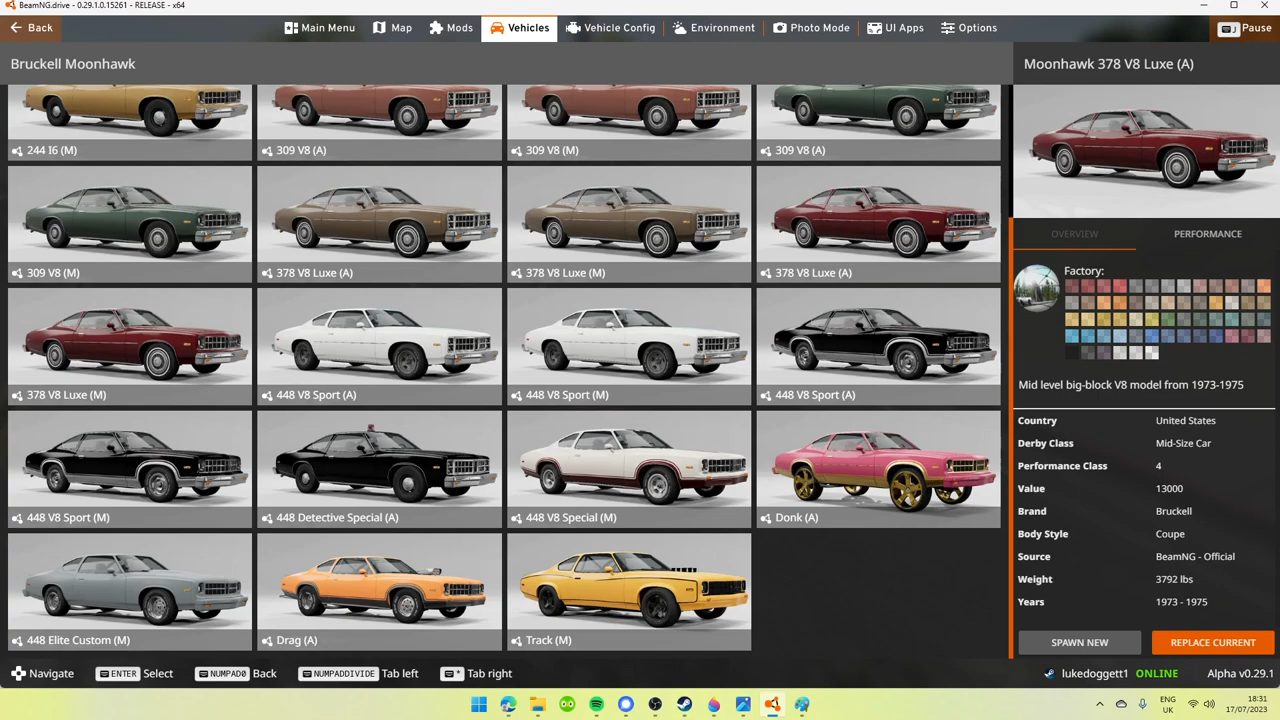 BeamNG.drive - 0.29.1.0.15261 - RELEASE - x64
Back
Main Menu
Map
Mods
Vehicles
Vehicle Config
Environment
Photo Mode
UI Apps
Options
J
Pause
Bruckell Moonhawk
Moonhawk 378 V8 Luxe (A)
244 I6 (M)
309 V8 (A)
309 V8 (M)
309 V8 (A)
309 V8 (M)
378 V8 Luxe (A)
378 V8 Luxe (M)
378 V8 Luxe (A)
378 V8 Luxe (M)
448 V8 Sport (A)
448 V8 Sport (M)
448 V8 Sport (A)
448 V8 Sport (M)
448 Detective Special (A)
448 V8 Special (M)
Donk (A)
448 Elite Custom (M)
Drag (A)
Track (M)
OVERVIEW
PERFORMANCE
Factory:
Mid level big-block V8 model from 1973-1975
Country United States
Derby Class Mid-Size Car
Performance Class 4
Value 13000
Brand Bruckell
Body Style Coupe
Source BeamNG - Official
Weight 3792 lbs
Years 1973 - 1975
SPAWN NEW
REPLACE CURRENT
Navigate
ENTER Select
NUMPAD0 Back
NUMPADDIVIDE Tab left
* Tab right
lukedoggett1 ONLINE
Alpha v0.29.1
ENG
UK
18:31
17/07/2023